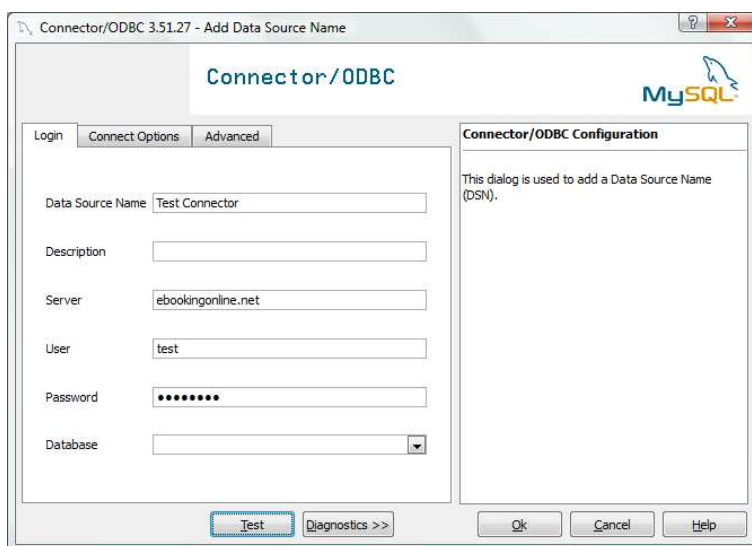 Connector/ODBC 3.51.27 - Add Data Source Name
Connector/ODBC
MySQL
Login
Connect Options
Advanced
Data Source Name Test Connector
Description
Server ebookingonline.net
User test
Password ••••••••
Database
Connector/ODBC Configuration
This dialog is used to add a Data Source Name
(DSN).
Test
Diagnostics >>
Ok
Cancel
Help